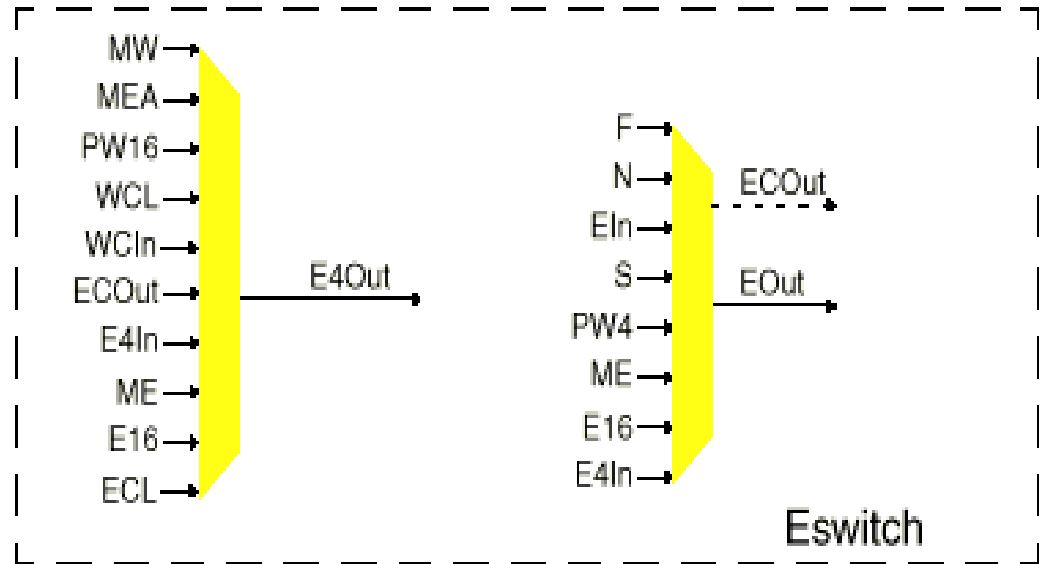 MW
MEA
PW16
WCL
WCIn
ECOut
E4In
ME
E16
ECL
E4Out
F
N
EIn
S
PW4
ME
E16
E4In
ECOut
EOut
Eswitch